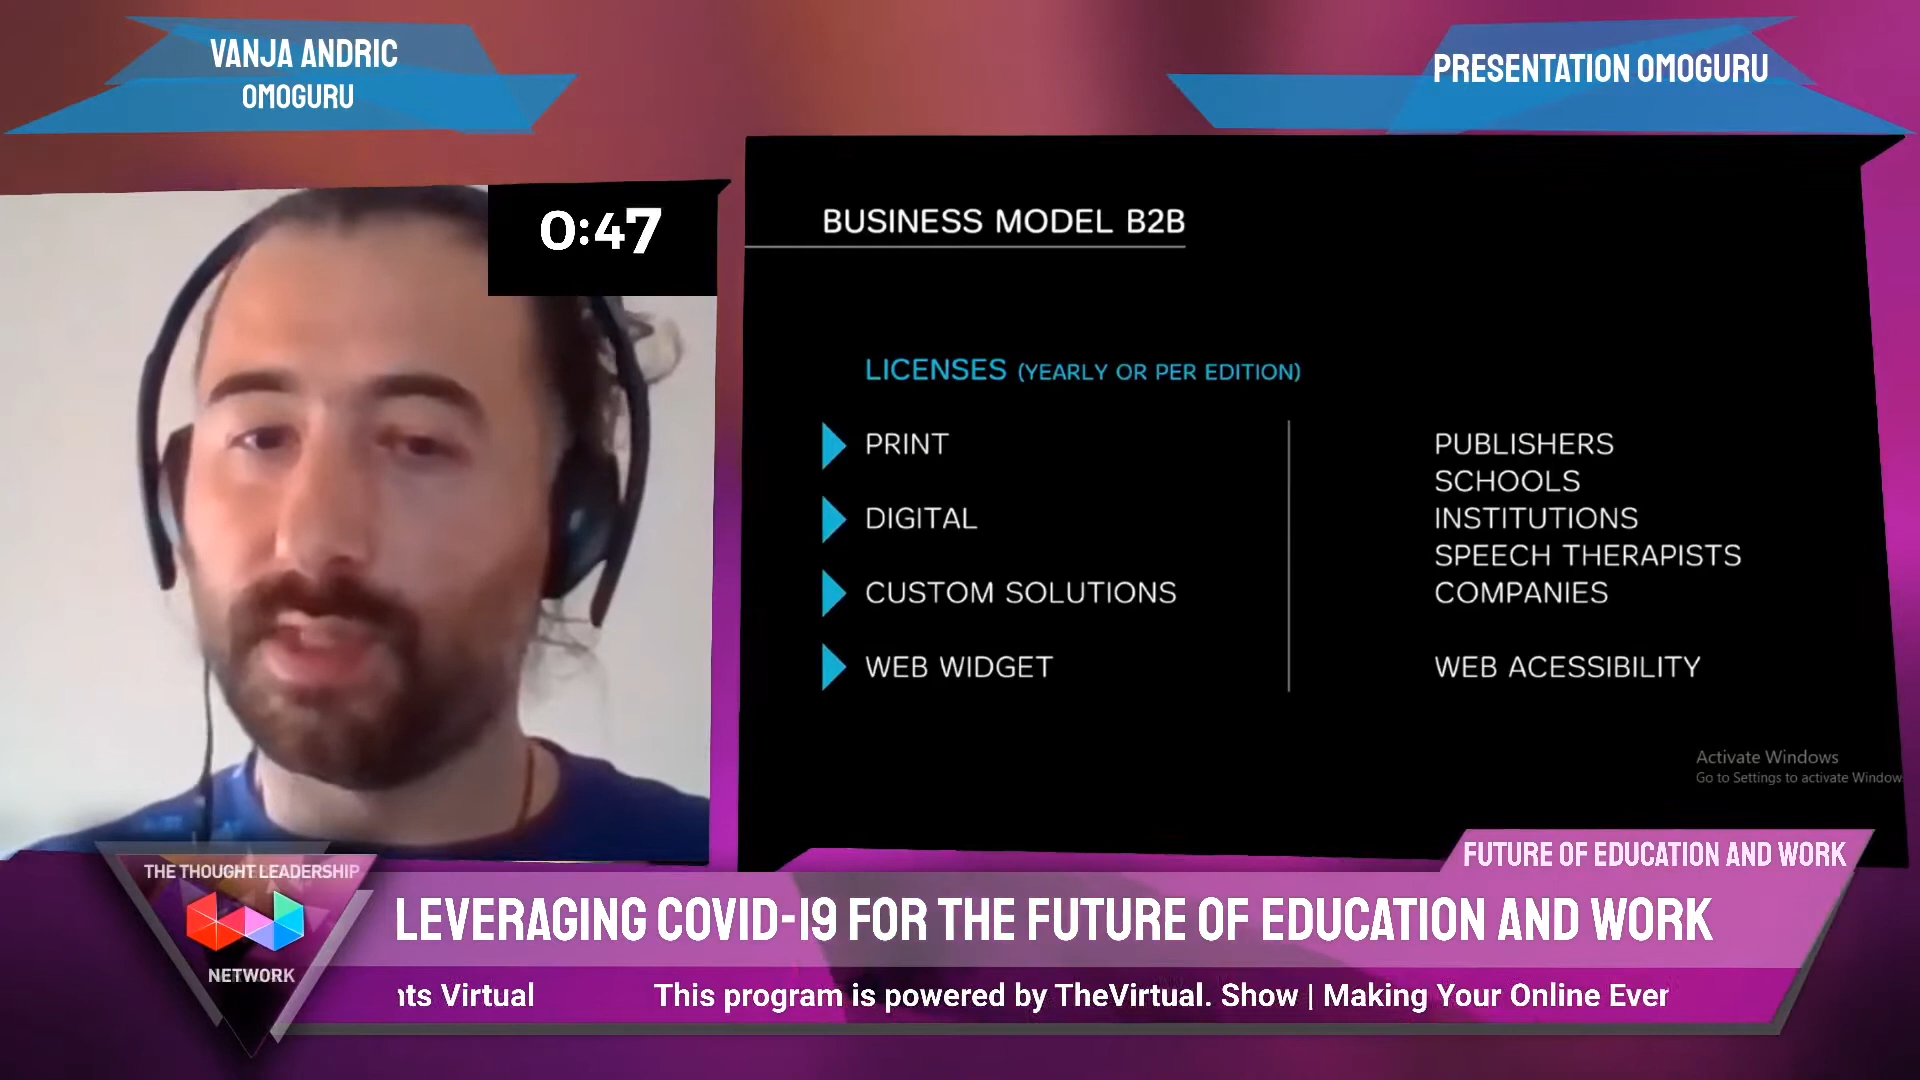 VANJA ANDRIC
OMOGURU
PRESENTATION OMOGURU
0:47
BUSINESS MODEL B2B
LICENSES (YEARLY OR PER EDITION)
PRINT
DIGITAL
CUSTOM SOLUTIONS
WEB WIDGET
PUBLISHERS
SCHOOLS
INSTITUTIONS
SPEECH THERAPISTS
COMPANIES
WEB ACESSIBILITY
Activate Windows
Go to Settings to activate Window
FUTURE OF EDUCATION AND WORK
THE THOUGHT LEADERSHIP
NETWORK
LEVERAGING COVID-19 FOR THE FUTURE OF EDUCATION AND WORK
nts Virtual This program is powered by TheVirtual. Show | Making Your Online Ever